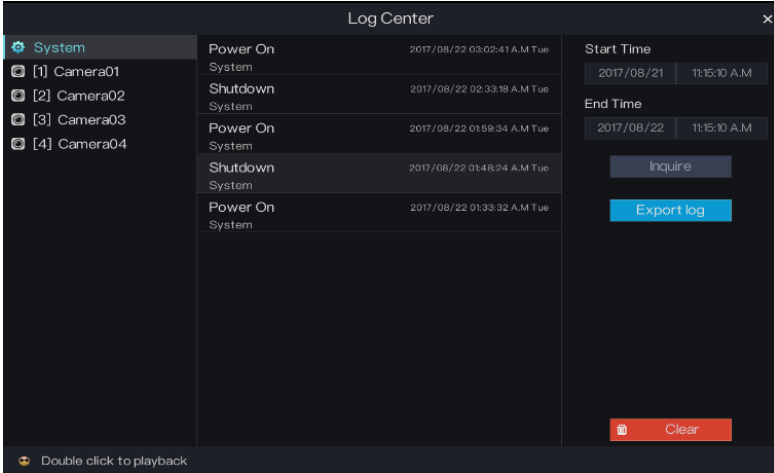 Log Center
System
[1] Camera01
[2] Camera02
[3] Camera03
[4] Camera04
Power On 2017/08/22 03:02:41 A.M Tue
System
Shutdown 2017/08/22 02:33:18 A.M Tue
System
Power On 2017/08/22 01:59:34 A.M Tue
System
Shutdown 2017/08/22 01:48:24 A.M Tue
System
Power On 2017/08/22 01:33:32 A.M Tue
System
Start Time
2017/08/21 11:15:10 A.M
End Time
2017/08/22 11:15:10 A.M
Inquire
Export log
Clear
Double click to playback